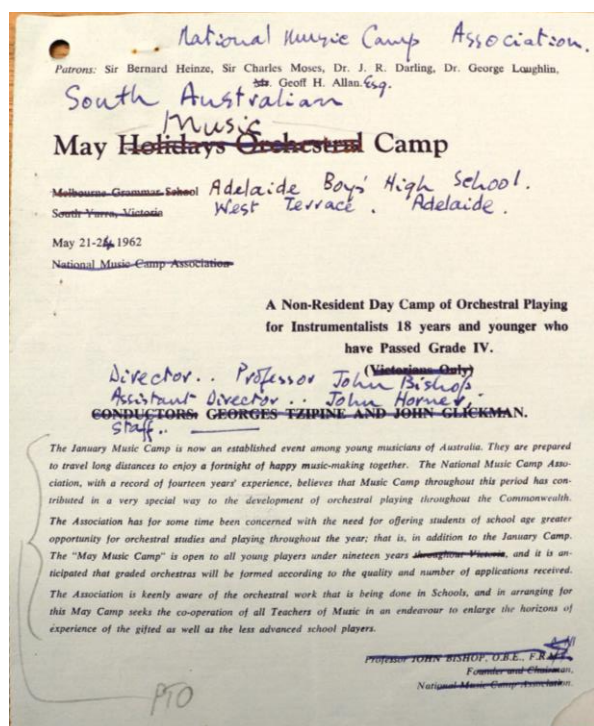 National Music Camp Association.
Patrons: Sir Bernard Heinze, Sir Charles Moses, Dr. J. R. Darling, Dr. George Loughlin,
Mr. Geoff H. Allan. Esq.
South Australian
Music
May Holidays Orchestral Camp
Melbourne Grammar School Adelaide Boys' High School.
South Yarra, Victoria West Terrace. Adelaide.
May 21-24, 1962
National Music Camp Association
A Non-Resident Day Camp of Orchestral Playing
for Instrumentalists 18 years and younger who
have Passed Grade IV.
(Victorians Only)
Director.. Professor John Bishop
Assistant Director.. John Horner.
CONDUCTORS: GEORGES TZIPINE AND JOHN GLICKMAN.
Staff..
The January Music Camp is now an established event among young musicians of Australia. They are prepared
to travel long distances to enjoy a fortnight of happy music-making together. The National Music Camp Asso-
ciation, with a record of fourteen years' experience, believes that Music Camp throughout this period has con-
tributed in a very special way to the development of orchestral playing throughout the Commonwealth.
The Association has for some time been concerned with the need for offering students of school age greater
opportunity for orchestral studies and playing throughout the year; that is, in addition to the January Camp.
The "May Music Camp" is open to all young players under nineteen years throughout Victoria, and it is an-
ticipated that graded orchestras will be formed according to the quality and number of applications received.
The Association is keenly aware of the orchestral work that is being done in Schools, and in arranging for
this May Camp seeks the co-operation of all Teachers of Music in an endeavour to enlarge the horizons of
experience of the gifted as well as the less advanced school players.
Professor JOHN BISHOP, O.B.E.,
Founder and Chairman,
National Music Camp Association.
PTO